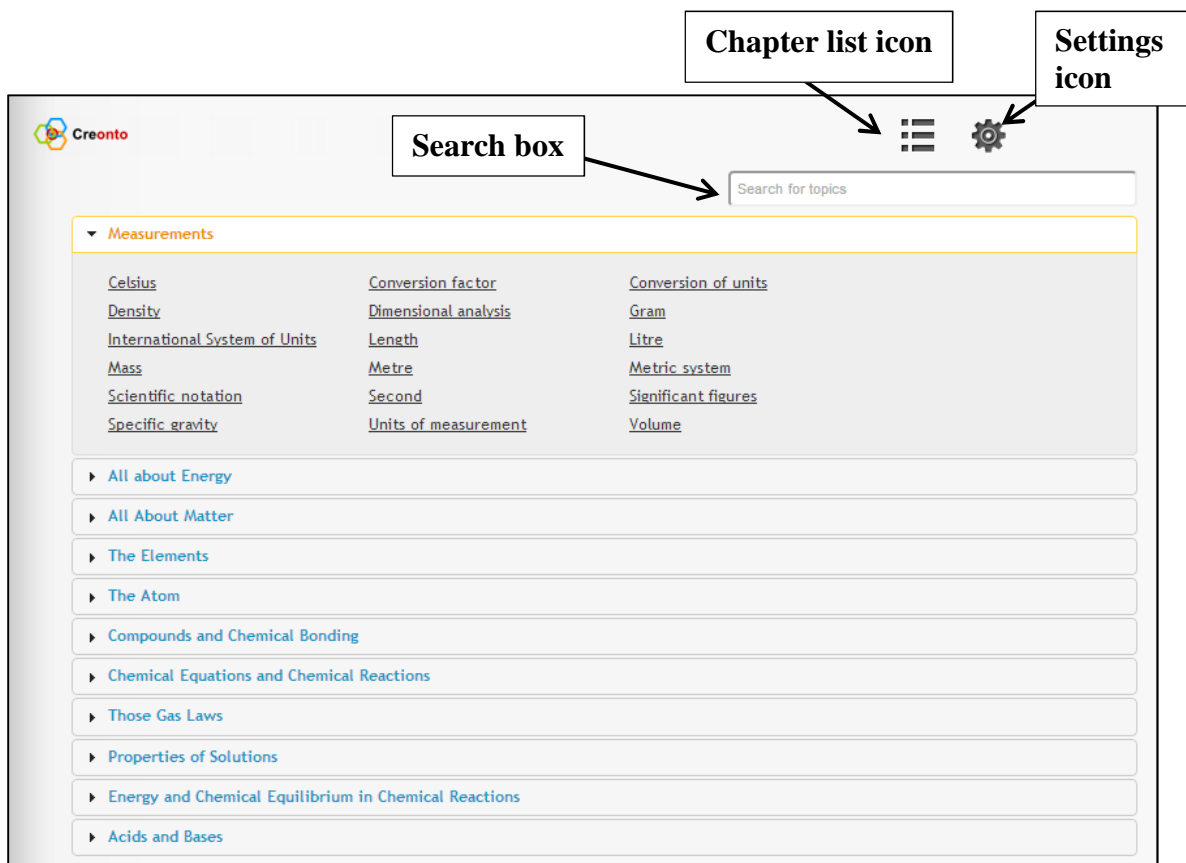 Chapter list icon
Settings
icon
Creonto
Search box
Search for topics
Measurements
Celsius Conversion factor Conversion of units
Density Dimensional analysis Gram
International System of Units Length Litre
Mass Metre Metric system
Scientific notation Second Significant figures
Specific gravity Units of measurement Volume
All about Energy
All About Matter
The Elements
The Atom
Compounds and Chemical Bonding
Chemical Equations and Chemical Reactions
Those Gas Laws
Properties of Solutions
Energy and Chemical Equilibrium in Chemical Reactions
Acids and Bases